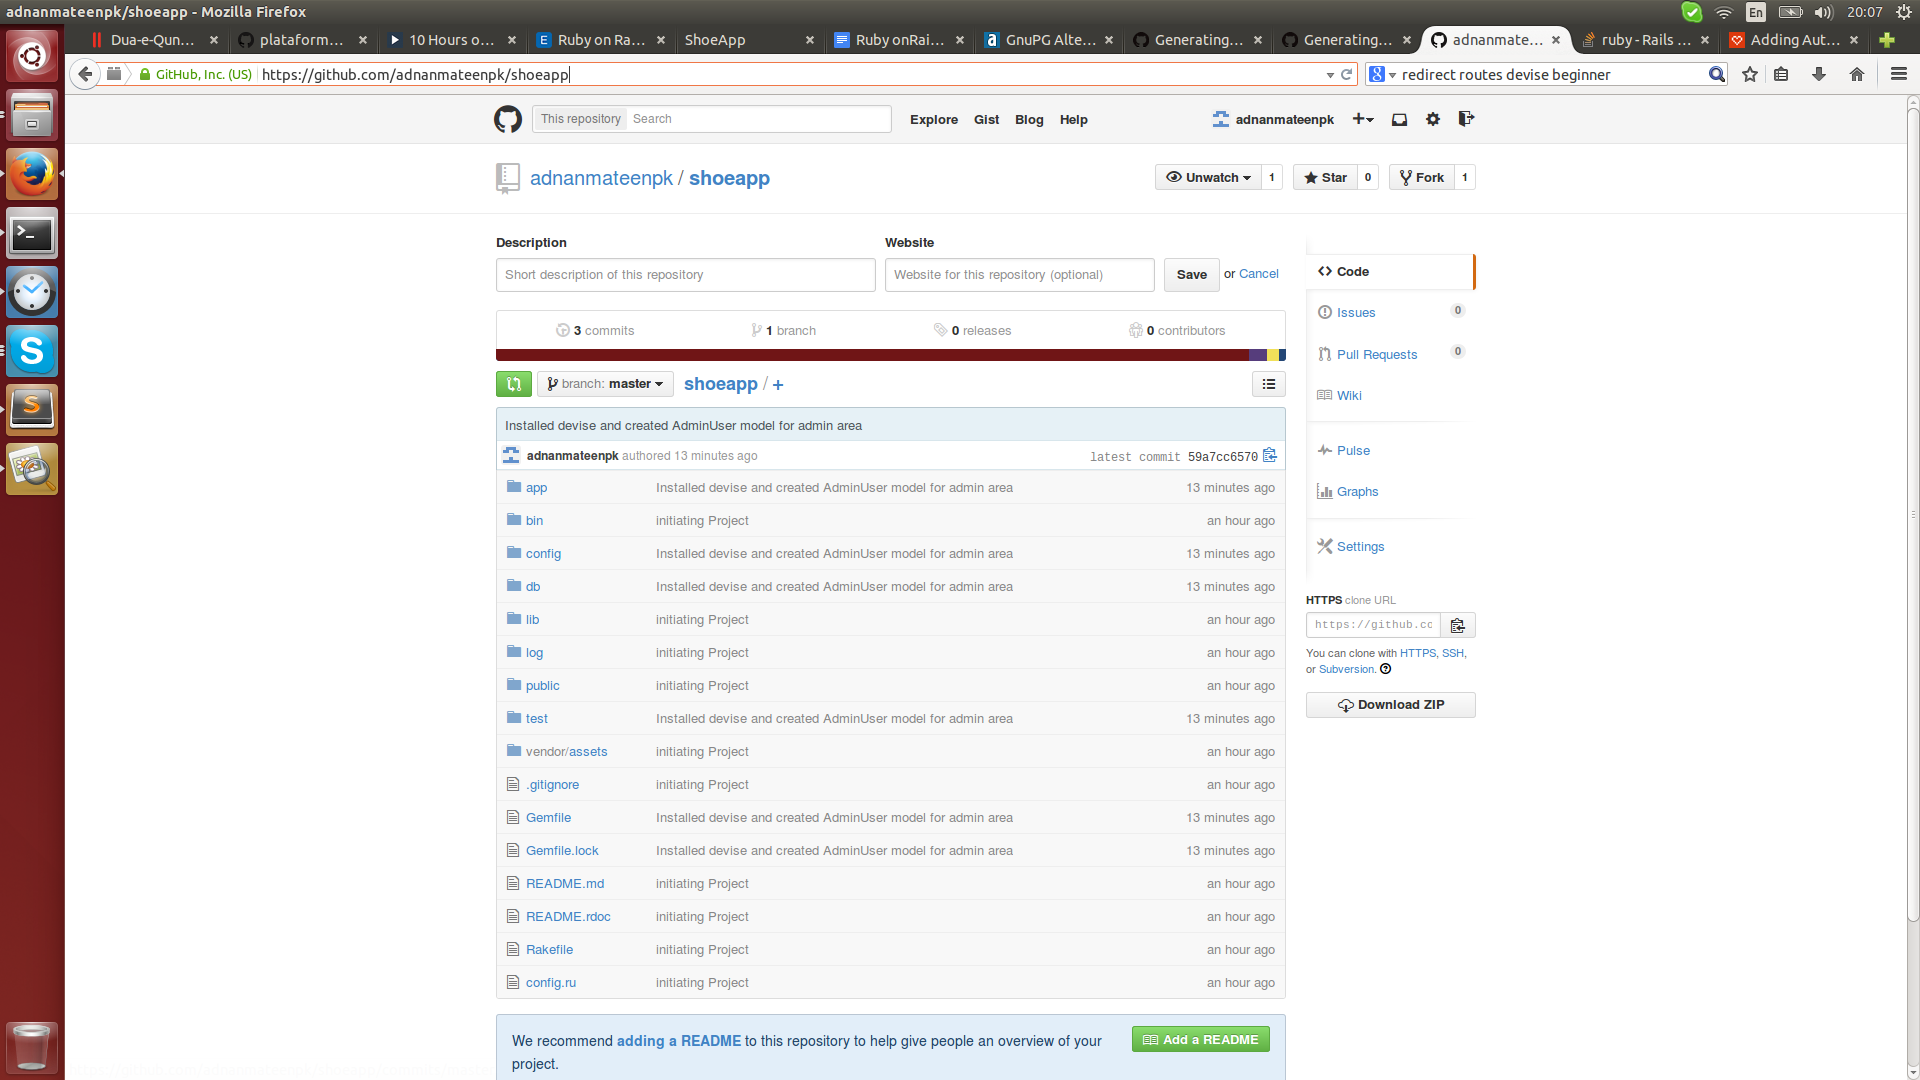 adnanmateenpk/shoeapp - Mozilla Firefox
En
20:07
Dua-e-Qun...
plataform...
10 Hours o...
Ruby on Ra...
ShoeApp
Ruby onRai...
GnuPG Alte...
Generating...
Generating...
adnanmate...
ruby - Rails ...
Adding Aut...
GitHub, Inc. (US)
https://github.com/adnanmateenpk/shoeapp
redirect routes devise beginner
This repository
Search
Explore
Gist
Blog
Help
adnanmateenpk
adnanmateenpk / shoeapp
Unwatch 1
Star 0
Fork 1
Description
Website
Short description of this repository
Website for this repository (optional)
Save or Cancel
3 commits
1 branch
0 releases
0 contributors
branch: master
shoeapp / +
Installed devise and created AdminUser model for admin area
adnanmateenpk authored 13 minutes ago
latest commit 59a7cc6570
app Installed devise and created AdminUser model for admin area 13 minutes ago
bin initiating Project an hour ago
config Installed devise and created AdminUser model for admin area 13 minutes ago
db Installed devise and created AdminUser model for admin area 13 minutes ago
lib initiating Project an hour ago
log initiating Project an hour ago
public initiating Project an hour ago
test Installed devise and created AdminUser model for admin area 13 minutes ago
vendor/assets initiating Project an hour ago
.gitignore initiating Project an hour ago
Gemfile Installed devise and created AdminUser model for admin area 13 minutes ago
Gemfile.lock Installed devise and created AdminUser model for admin area 13 minutes ago
README.md initiating Project an hour ago
README.rdoc initiating Project an hour ago
Rakefile initiating Project an hour ago
config.ru initiating Project an hour ago
We recommend adding a README to this repository to help give people an overview of your
project.
Add a README
Code
Issues 0
Pull Requests 0
Wiki
Pulse
Graphs
Settings
HTTPS clone URL
https://github.cc
You can clone with HTTPS, SSH,
or Subversion.
Download ZIP